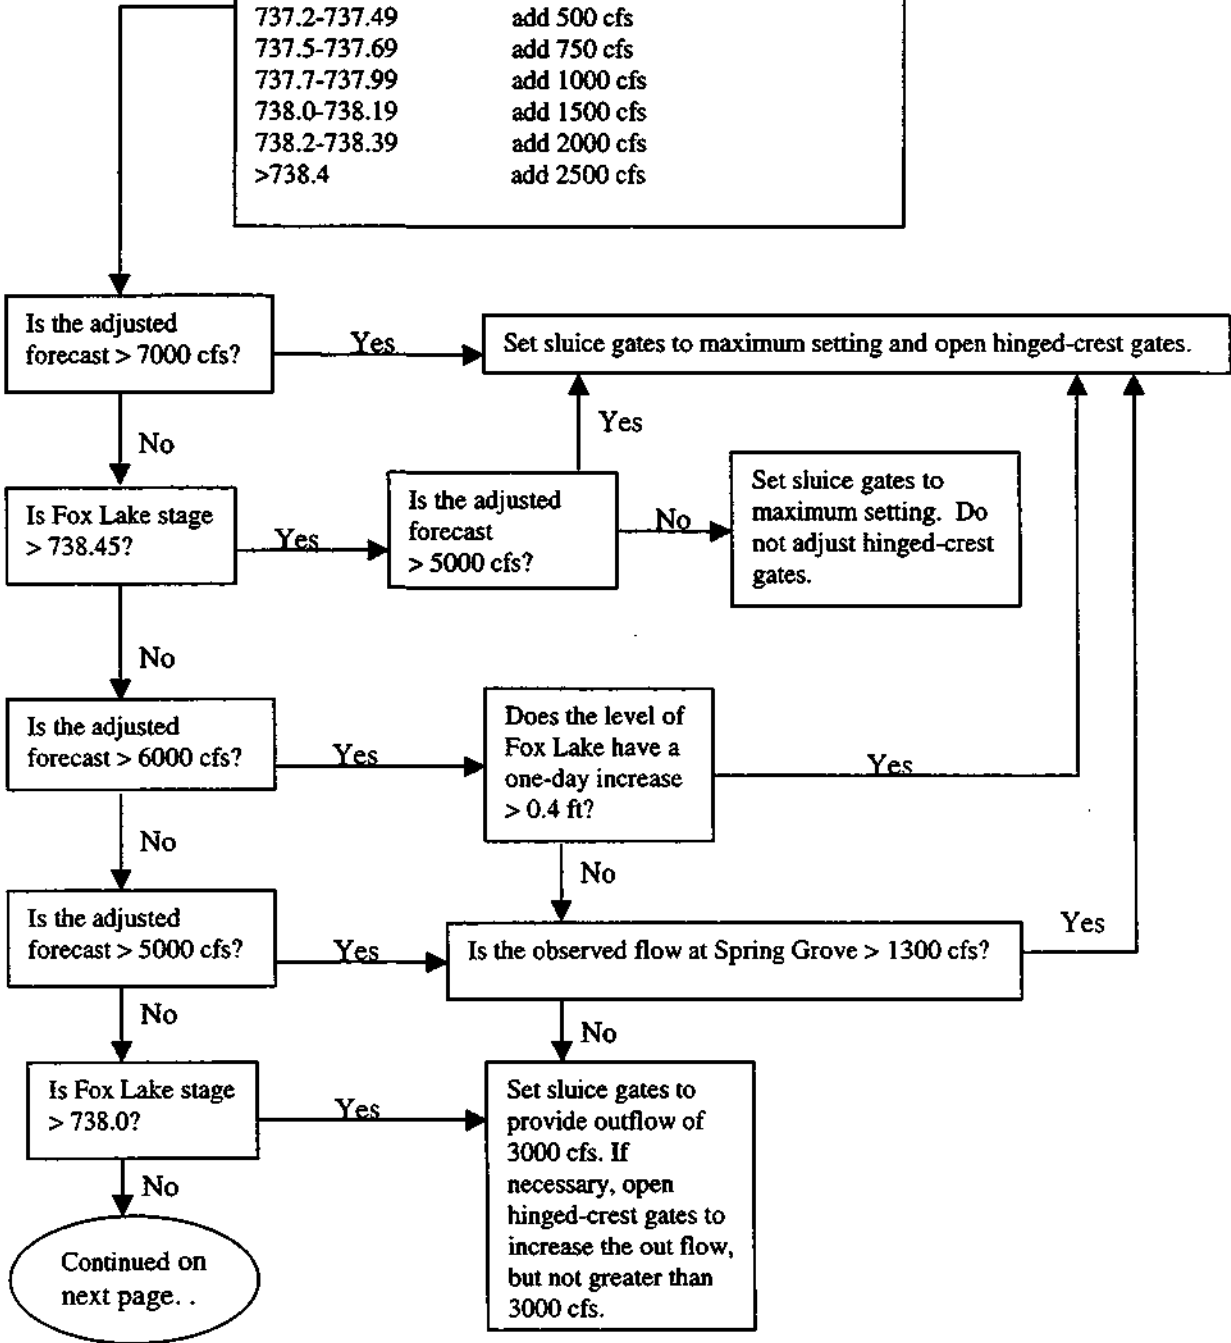 737.2-737.49 add 500 cfs
737.5-737.69 add 750 cfs
737.7-737.99 add 1000 cfs
738.0-738.19 add 1500 cfs
738.2-738.39 add 2000 cfs
>738.4 add 2500 cfs
Is the adjusted
forecast > 7000 cfs?
Yes
Set sluice gates to maximum setting and open hinged-crest gates.
No
Yes
Is Fox Lake stage
> 738.45?
Yes
Is the adjusted
forecast
> 5000 cfs?
No
Set sluice gates to
maximum setting. Do
not adjust hinged-crest
gates.
No
Is the adjusted
forecast > 6000 cfs?
Yes
Does the level of
Fox Lake have a
one-day increase
> 0.4 ft?
Yes
No
No
Is the adjusted
forecast > 5000 cfs?
Yes
Is the observed flow at Spring Grove > 1300 cfs?
Yes
No
No
Is Fox Lake stage
> 738.0?
Yes
Set sluice gates to
provide outflow of
3000 cfs. If
necessary, open
hinged-crest gates to
increase the out flow,
but not greater than
3000 cfs.
No
Continued on
next page. .